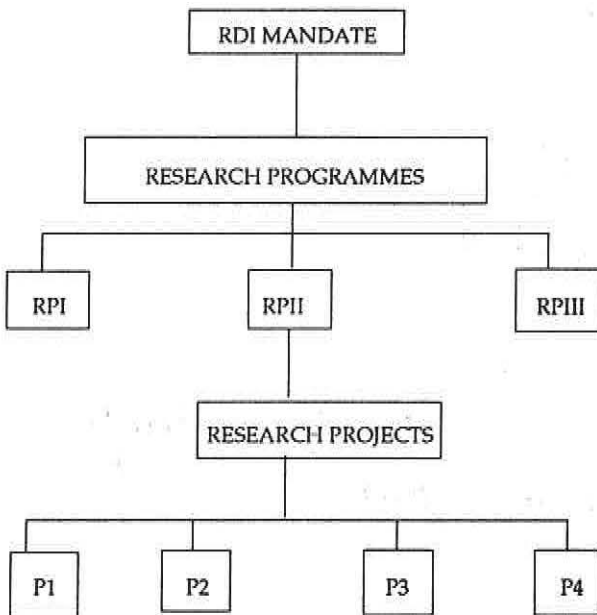 RDI MANDATE
RESEARCH PROGRAMMES
RPI
RPII
RPIII
RESEARCH PROJECTS
P1
P2
P3
P4